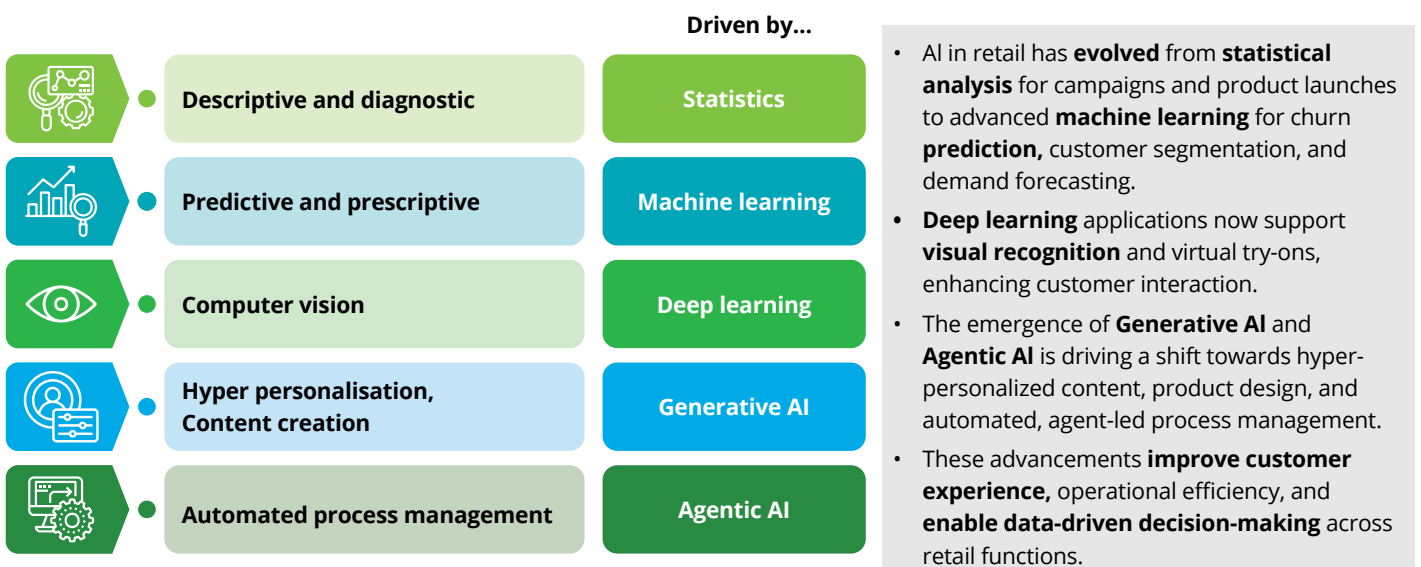 Driven by...
Descriptive and diagnostic
Statistics
Predictive and prescriptive
Machine learning
Computer vision
Deep learning
Hyper personalisation,
Content creation
Generative AI
Automated process management
Agentic AI
• AI in retail has evolved from statistical
analysis for campaigns and product launches
to advanced machine learning for churn
prediction, customer segmentation, and
demand forecasting.
• Deep learning applications now support
visual recognition and virtual try-ons,
enhancing customer interaction.
• The emergence of Generative AI and
Agentic AI is driving a shift towards hyper-
personalized content, product design, and
automated, agent-led process management.
• These advancements improve customer
experience, operational efficiency, and
enable data-driven decision-making across
retail functions.